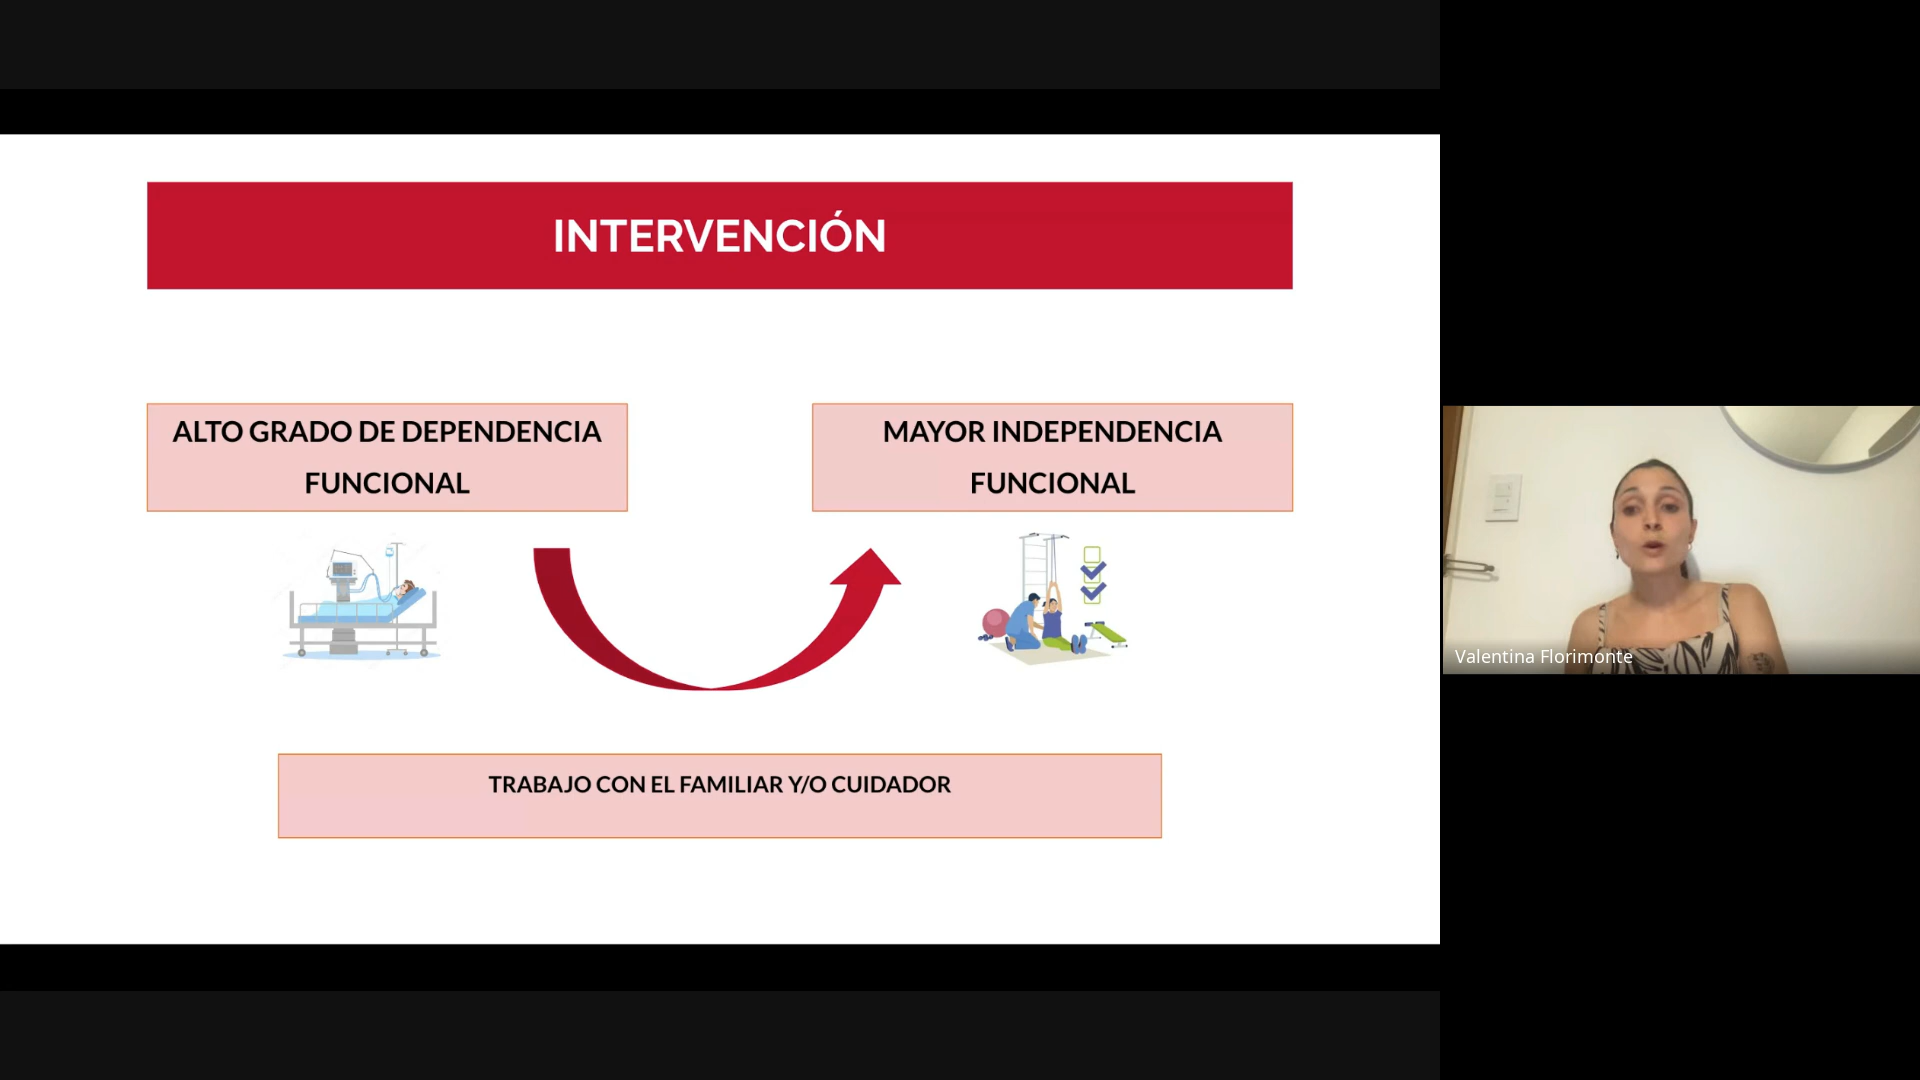 INTERVENCIÓN
ALTO GRADO DE DEPENDENCIA
FUNCIONAL
MAYOR INDEPENDENCIA
FUNCIONAL
TRABAJO CON EL FAMILIAR Y/O CUIDADOR
Valentina Florimonte